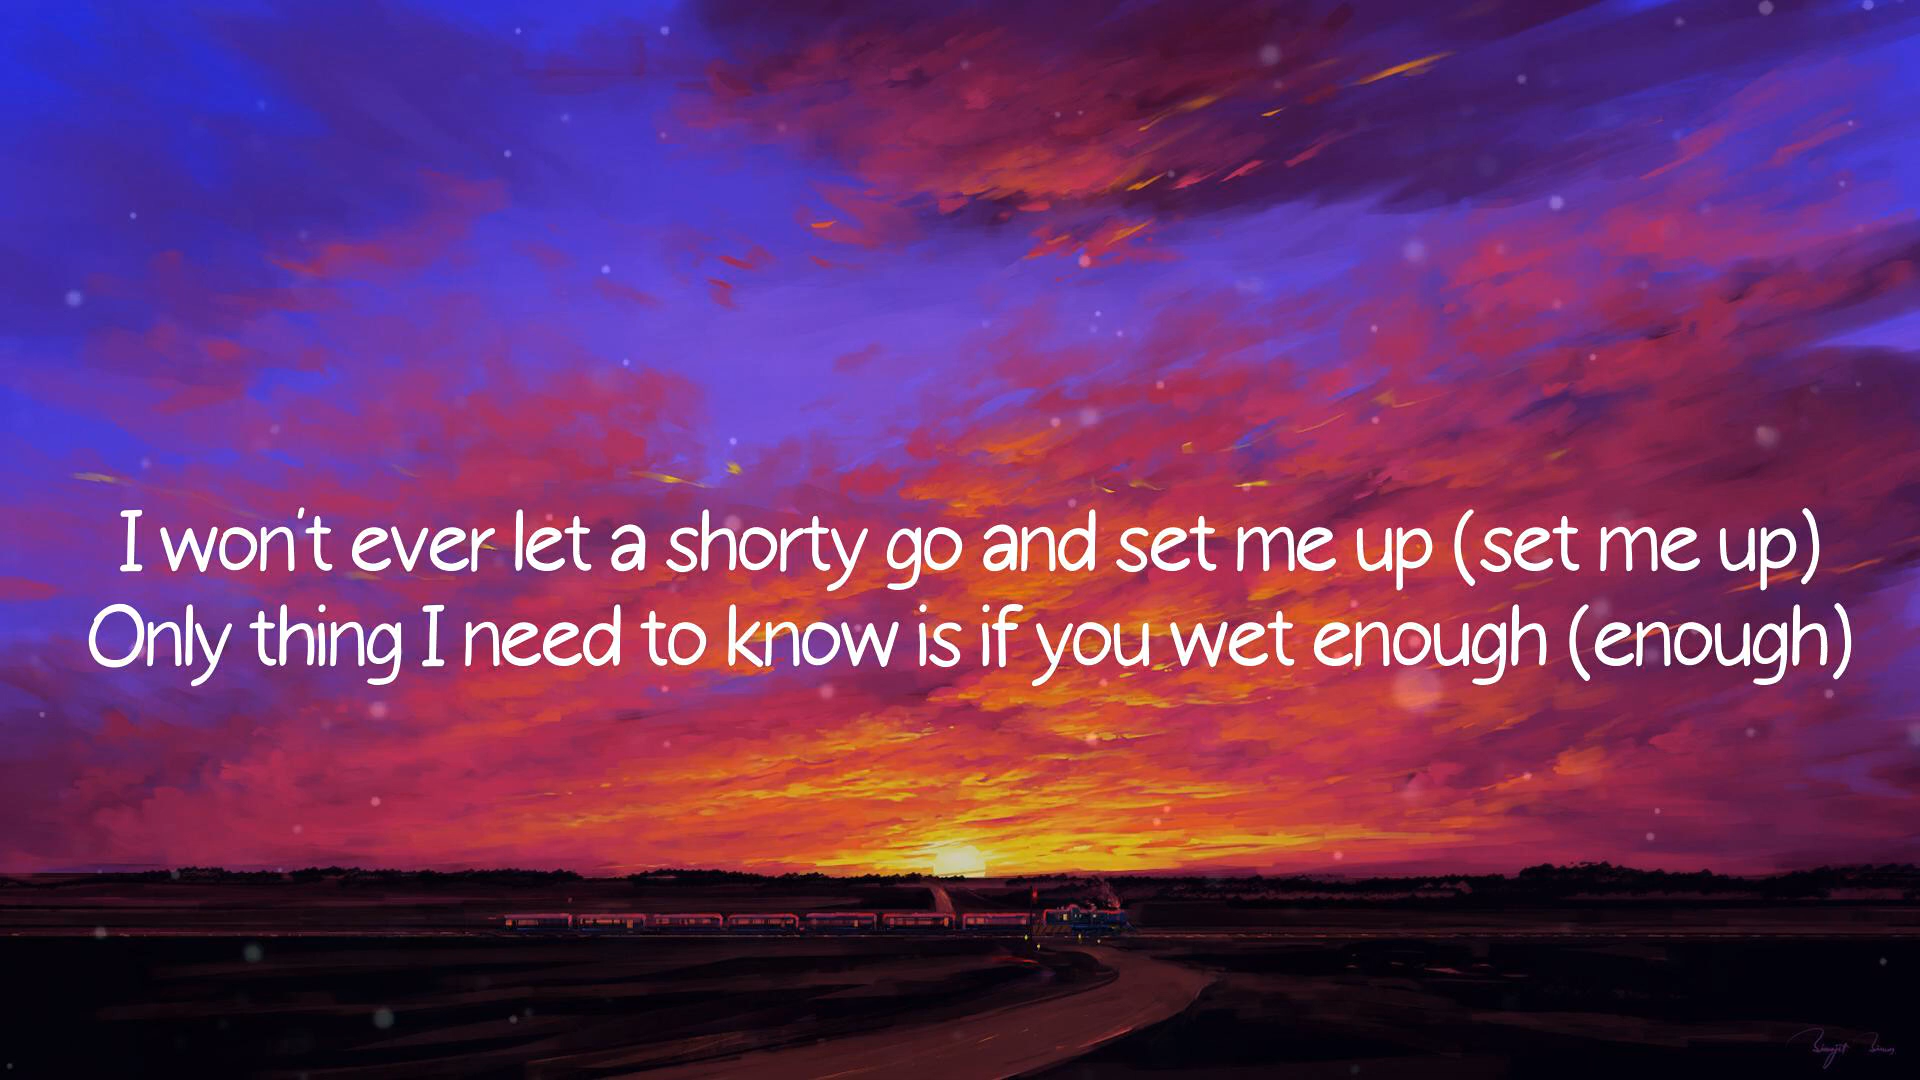 I won't ever let a shorty go and set me up (set me up)
Only thing I need to know is if you wet enough (enough)